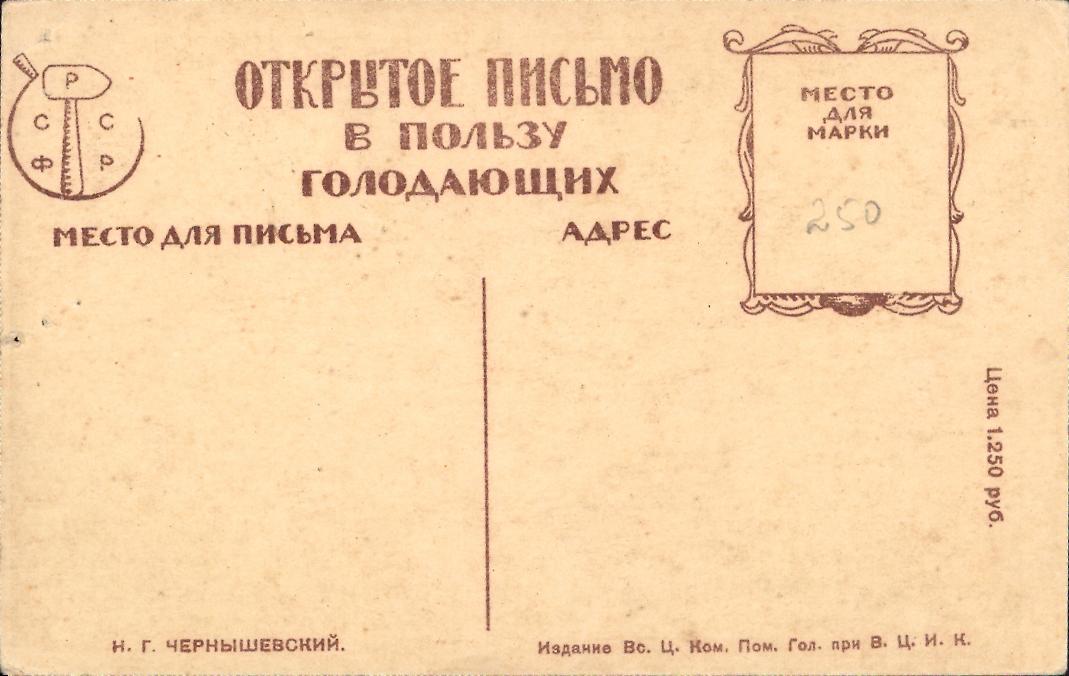 Р
С С
Ф Р.
ОТКРЫТОЕ ПИСЬМО
В ПОЛЬЗУ
ГОЛОДАЮЩИХ
МЕСТО ДЛЯ ПИСЬМА
АДРЕС
МЕСТО
ДЛЯ
МАРКИ
250
Цена 1.250 руб.
Н. Г. ЧЕРНЫШЕВСКИЙ.
Издание Вс. Ц. Ком. Пом. Гол. при В. Ц. И. К.